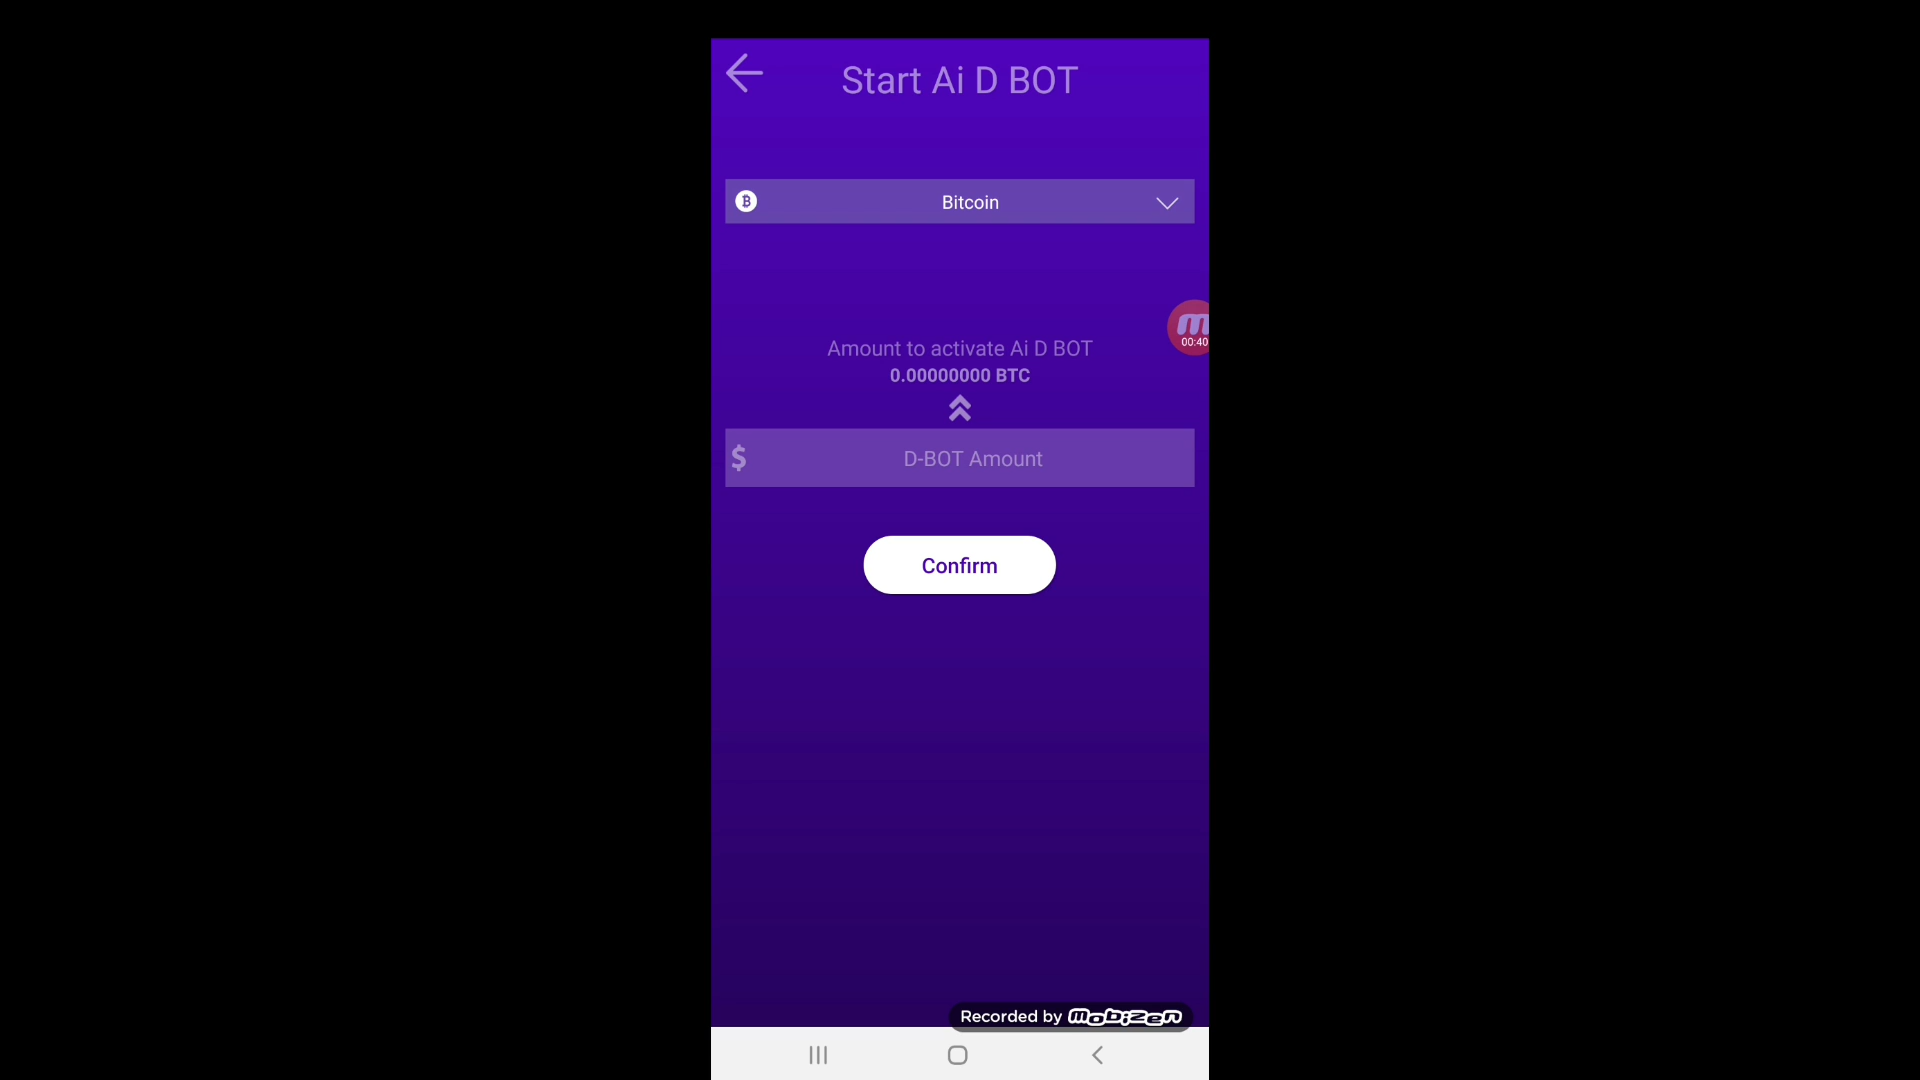 Start Ai D BOT
Bitcoin
m
00:40
Amount to activate Ai D BOT
0.00000000 BTC
$ D-BOT Amount
Confirm
Recorded by mobizen